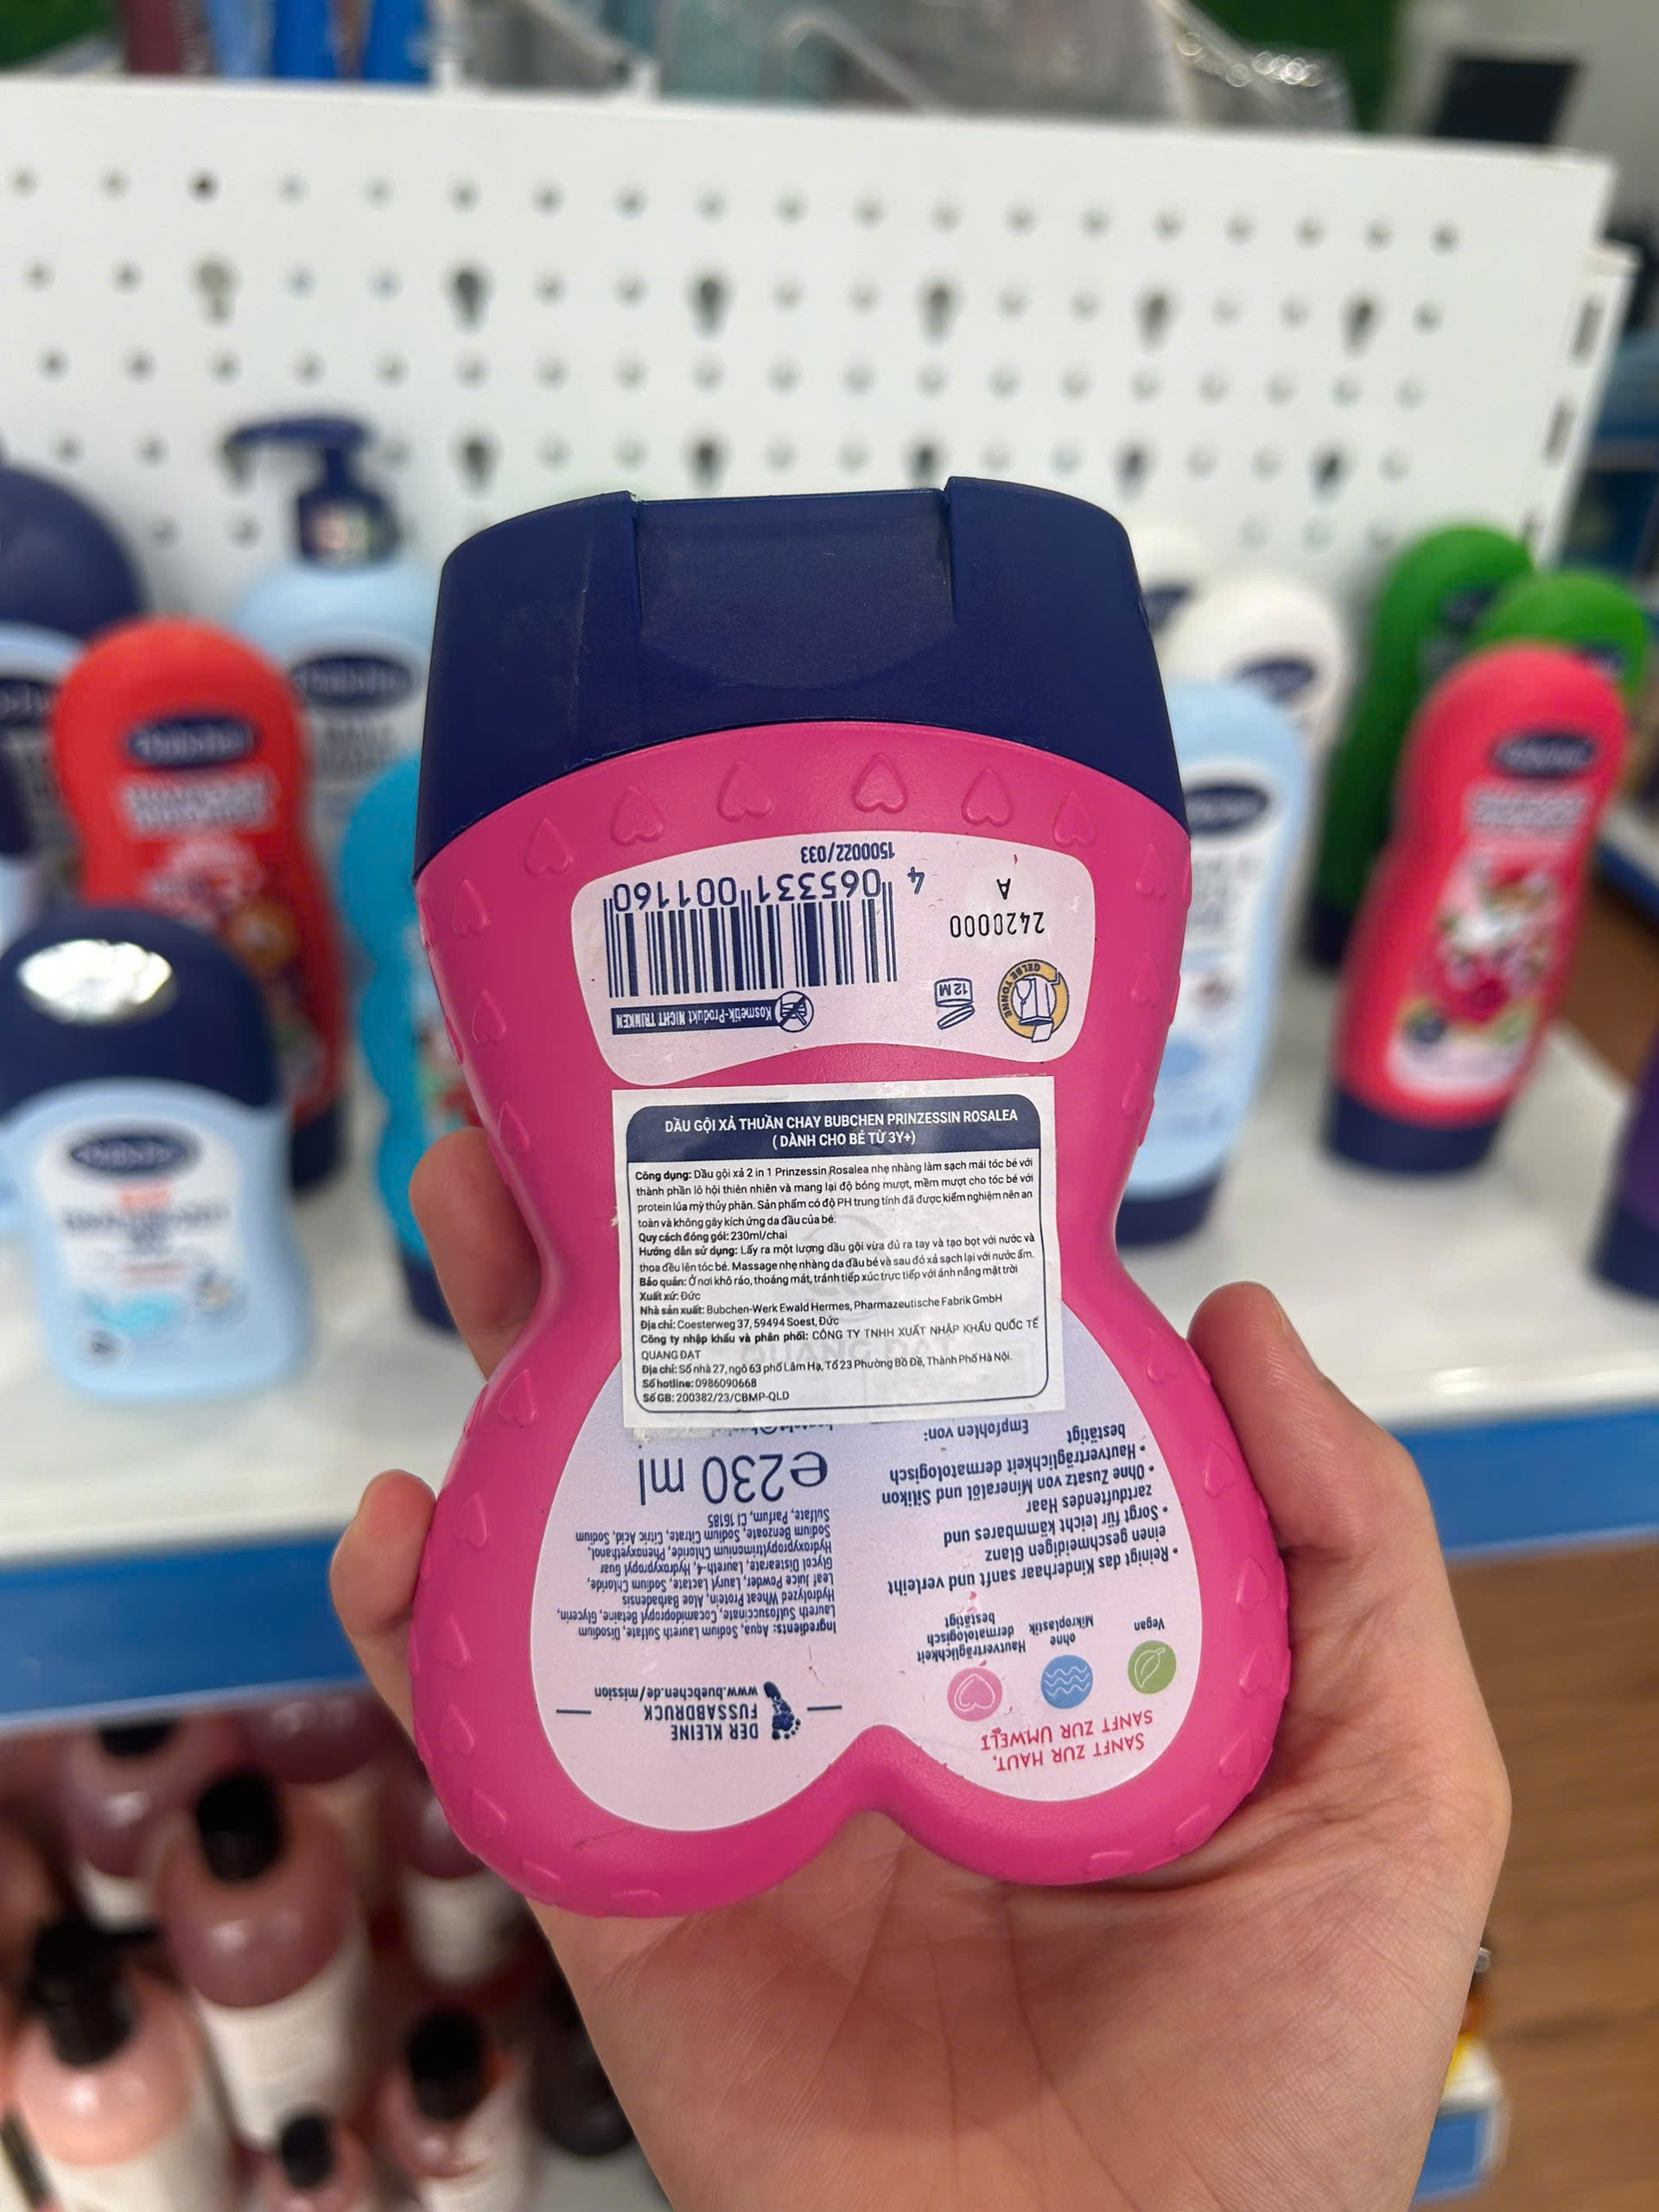 DẦU GỘI XẢ THUẦN CHAY BUBCHEN PRINZESSIN ROSALEA
( DÀNH CHO BÉ TỪ 3Y+)
Công dụng: Dầu gội xả 2 in 1 Prinzessin Rosalea nhẹ nhàng làm sạch mái tóc bé với
thành phần lô hội thiên nhiên và mang lại độ bóng mượt, mềm mượt cho tóc bé với
protein lúa mỳ thủy phân. Sản phẩm có độ PH trung tính đã được kiểm nghiệm nên an
toàn và không gây kích ứng da đầu của bé.
Quy cách đóng gói: 230ml/chai
Hướng dẫn sử dụng: Lấy ra một lượng dầu gội vừa đủ ra tay và tạo bọt với nước và
thoa đều lên tóc bé. Massage nhẹ nhàng da đầu bé và sau đó xả sạch lại với nước ấm.
Bảo quản: Ở nơi khô ráo, thoáng mát, tránh tiếp xúc trực tiếp với ánh nắng mặt trời
Xuất xứ: Đức
Nhà sản xuất: Bubchen-Werk Ewald Hermes, Pharmazeutische Fabrik GmbH
Địa chỉ: Coesterweg 37, 59494 Soest, Đức
Công ty nhập khẩu và phân phối: CÔNG TY TNHH XUẤT NHẬP KHẨU QUỐC TẾ
QUANG ĐẠT
Địa chỉ: Số nhà 27, ngõ 63 phố Lâm Hạ, Tổ 23 Phường Bồ Đề, Thành Phố Hà Nội.
Số hotline: 0986090668
Số GB: 200382/23/CBMP-QLD
QUANG ĐẠT
SANFT ZUR HAUT,
SANFT ZUR UMWELT
Vegan
ohne
Mikroplastik
Hautverträglichkeit
dermatologisch
bestätigt
• Reinigt das Kinderhaar sanft und verleiht
einen geschmeidigen Glanz
• Sorgt für leicht kämmbares und
zartduftendes Haar
• Ohne Zusatz von Mineralöl und Silikon
• Hautverträglichkeit dermatologisch
bestätigt
Empfohlen von:
DER KLEINE
FUSSABDRUCK
www.buebchen.de/mission
Ingredients: Aqua, Sodium Laureth Sulfate, Disodium
Laureth Sulfosuccinate, Cocamidopropyl Betaine, Glycerin,
Hydrolyzed Wheat Protein, Aloe Barbadensis
Leaf Juice Powder, Lauryl Lactate, Sodium Chloride,
Glycol Distearate, Laureth-4, Hydroxypropyl Guar
Hydroxypropyltrimonium Chloride, Phenoxyethanol,
Sodium Benzoate, Sodium Citrate, Citric Acid, Sodium
Sulfate, Parfum, CI 16185
e230 ml
GELBE TONNE
12 M
Kosmetik-Produkt NICHT TRINKEN
2420000
A
4 065331 001160
1500022/033